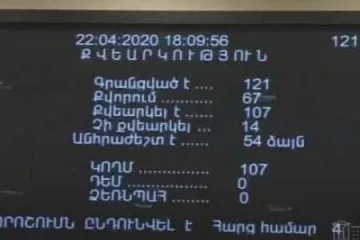 22:04:2020 18:09:56 121
ՔՎԵԱՐԿՈՒԹՅՈՒՆ
Գրանցված է .... 121
Քվորում ..... 67
Քվեարկել է ... 107
Չի քվեարկել ... 14
Անհրաժեշտ է ... 54 ձայն
ԿՈՂՄ ..... 107
ԴԵՄ ..... 0
ՁԵՌՆՊԱՀ .... 0
ՈՐՈՇՈՒՄՆ ԸՆԴՈՒՆՎԵԼ Է Հարց համար 4